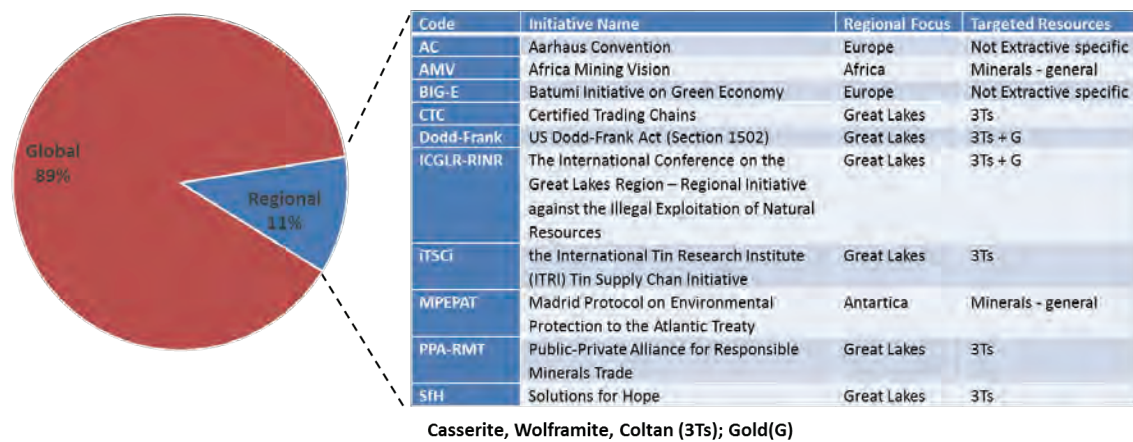 Global
89%
Regional
11%
Code Initiative Name Regional Focus Targeted Resources
AC Aarhaus Convention Europe Not Extractive specific
AMV Africa Mining Vision Africa Minerals - general
BIG-E Batumi Initiative on Green Economy Europe Not Extractive specific
CTC Certified Trading Chains Great Lakes 3Ts
Dodd-Frank US Dodd-Frank Act (Section 1502) Great Lakes 3Ts + G
ICGLR-RINR The International Conference on the Great Lakes 3Ts + G
Great Lakes Region – Regional Initiative
against the Illegal Exploitation of Natural
Resources
iTSCi the International Tin Research Institute Great Lakes 3Ts
(ITRI) Tin Supply Chan Initiative
MPEPAT Madrid Protocol on Environmental Antartica Minerals - general
Protection to the Atlantic Treaty
PPA-RMT Public-Private Alliance for Responsible Great Lakes 3Ts
Minerals Trade
SfH Solutions for Hope Great Lakes 3Ts
Casserite, Wolframite, Coltan (3Ts); Gold(G)